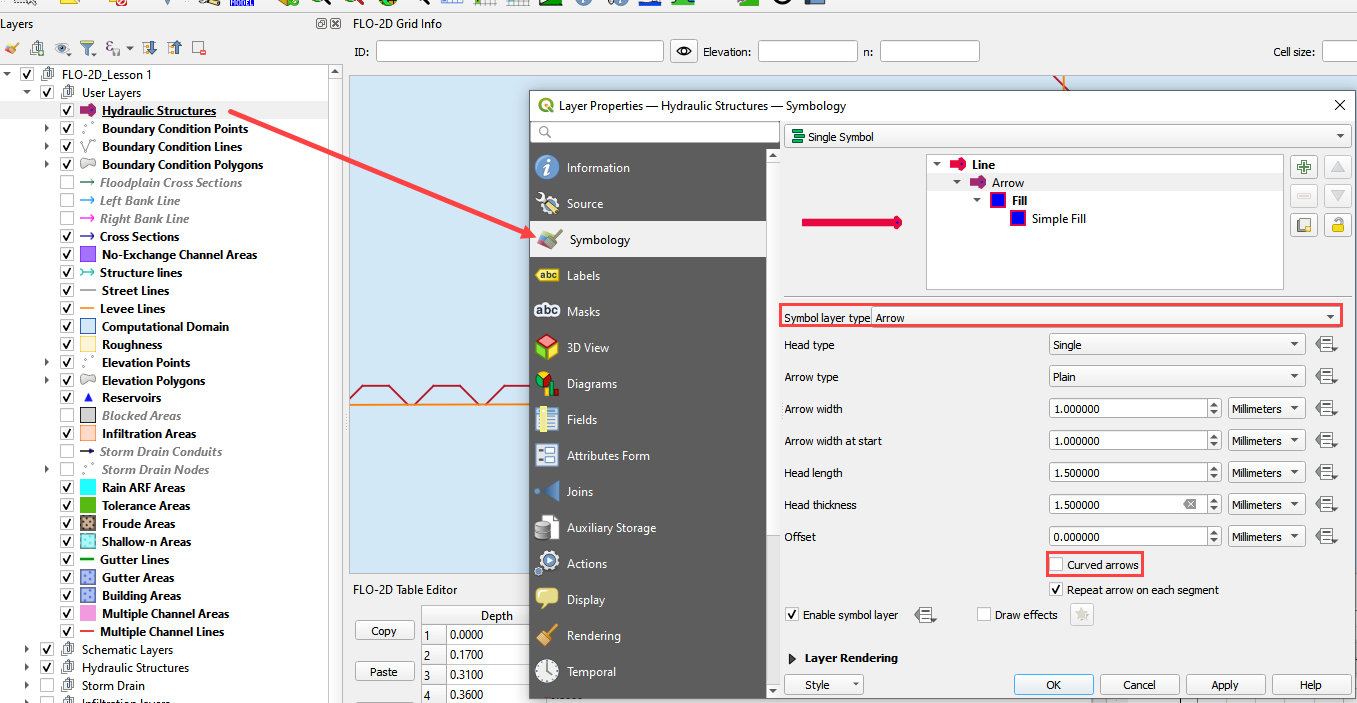 MODEL
Layers
FLO-2D Grid Info
ID:
Elevation:
n:
Cell size:
FLO-2D_Lesson 1
User Layers
Hydraulic Structures
Boundary Condition Points
Boundary Condition Lines
Boundary Condition Polygons
Floodplain Cross Sections
Left Bank Line
Right Bank Line
Cross Sections
No-Exchange Channel Areas
Structure lines
Street Lines
Levee Lines
Computational Domain
Roughness
Elevation Points
Elevation Polygons
Reservoirs
Blocked Areas
Infiltration Areas
Storm Drain Conduits
Storm Drain Nodes
Rain ARF Areas
Tolerance Areas
Froude Areas
Shallow-n Areas
Gutter Lines
Gutter Areas
Building Areas
Multiple Channel Areas
Multiple Channel Lines
Schematic Layers
Hydraulic Structures
Storm Drain
Infiltration layers
FLO-2D Table Editor
Copy
Paste
Depth
1 0.0000
2 0.1700
3 0.3100
4 0.3600
Layer Properties — Hydraulic Structures — Symbology
Information
Source
Symbology
abc Labels
abc Masks
3D View
Diagrams
Fields
Attributes Form
Joins
Auxiliary Storage
Actions
Display
Rendering
Temporal
Single Symbol
Line
Arrow
Fill
Simple Fill
Symbol layer type Arrow
Head type Single
Arrow type Plain
Arrow width 1.000000 Millimeters
Arrow width at start 1.000000 Millimeters
Head length 1.500000 Millimeters
Head thickness 1.500000 Millimeters
Offset 0.000000 Millimeters
Curved arrows
Repeat arrow on each segment
Enable symbol layer
Draw effects
Layer Rendering
Style
OK
Cancel
Apply
Help